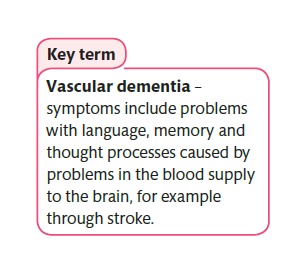 Key term
Vascular dementia –
symptoms include problems
with language, memory and
thought processes caused by
problems in the blood supply
to the brain, for example
through stroke.